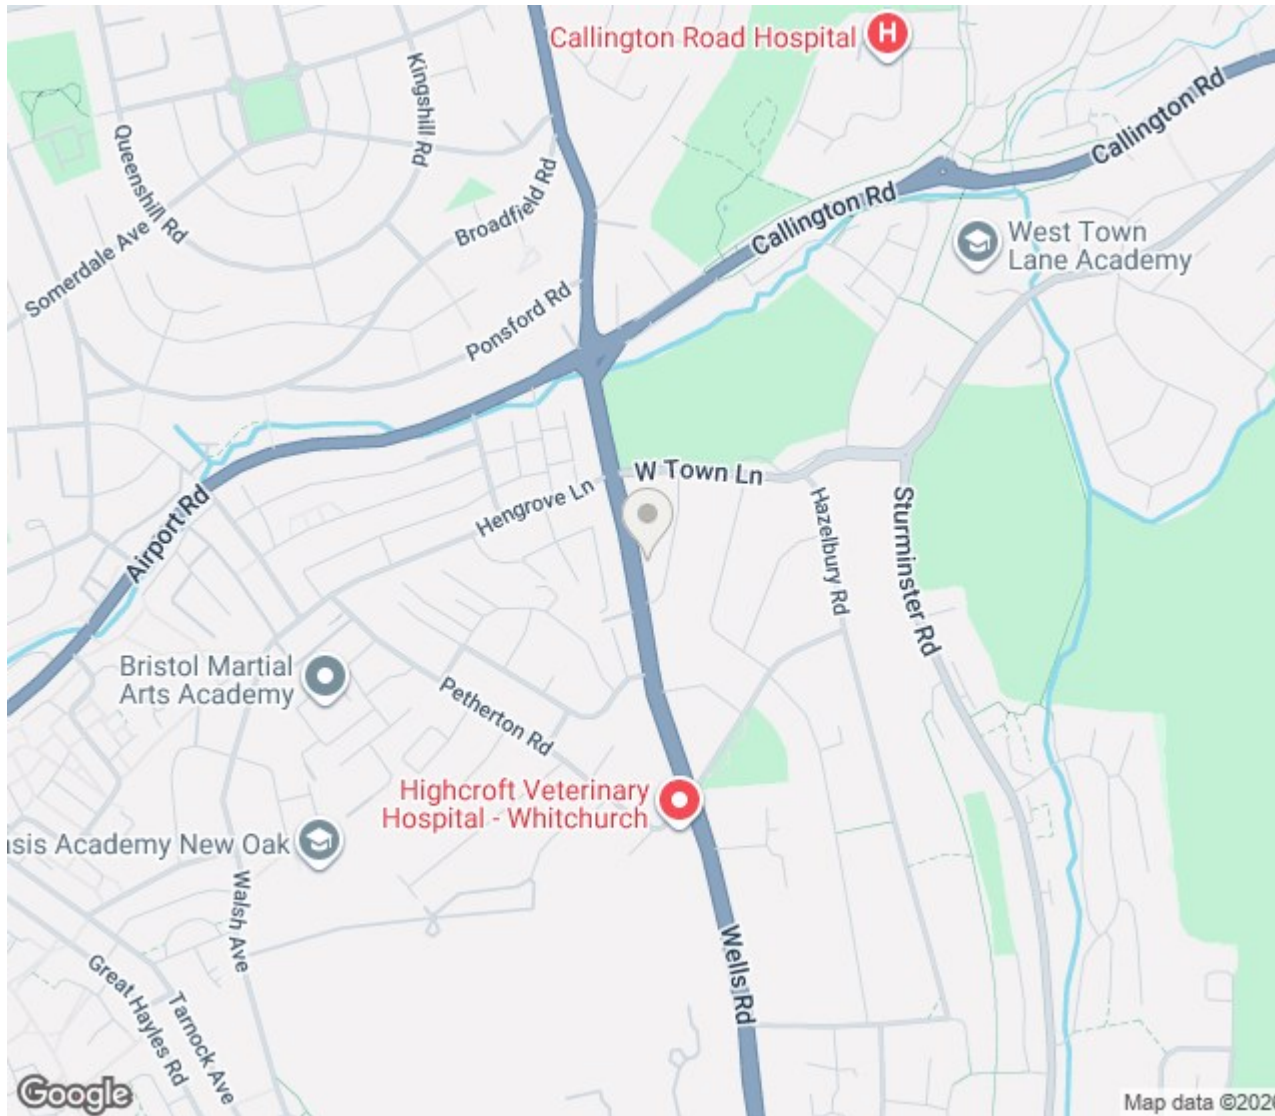 Callington Road Hospital
H
Kingshill Rd
Callington Rd
Queenshill Rd
Broadfield Rd
Callington Rd
West Town
Lane Academy
Somerdale Ave
Ponsford Rd
W Town Ln
Hengrove Ln
Airport Rd
Hazelbury Rd
Sturminster Rd
Bristol Martial
Arts Academy
Petherton Rd
Highcroft Veterinary
Hospital - Whitchurch
asis Academy New Oak
Walsh Ave
Wells Rd
Great Hayles Rd
Tarnock Ave
Google
Map data ©2026